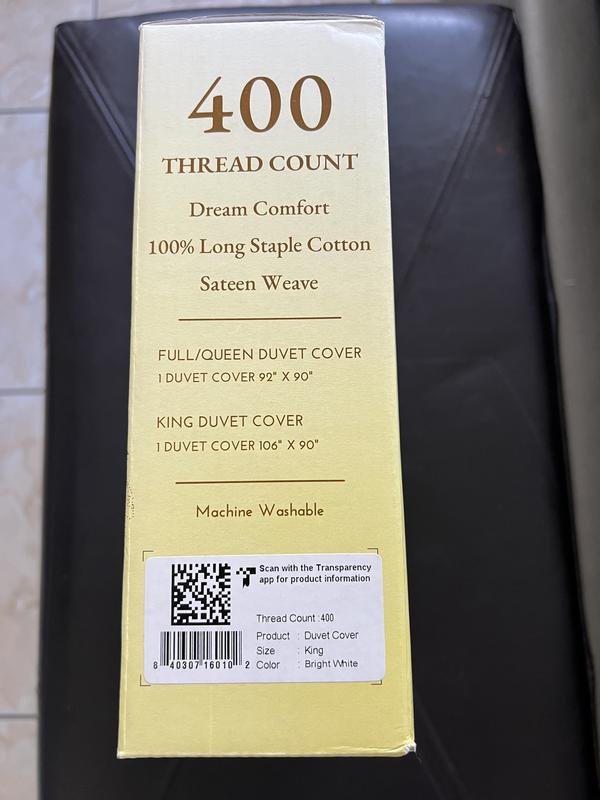 400
THREAD COUNT
Dream Comfort
100% Long Staple Cotton
Sateen Weave
FULL/QUEEN DUVET COVER
1 DUVET COVER 92" X 90"
KING DUVET COVER
1 DUVET COVER 106" X 90"
Machine Washable
Scan with the Transparency
app for product information
Thread Count :400
Product : Duvet Cover
Size : King
Color : Bright White
8 40307 16010 2